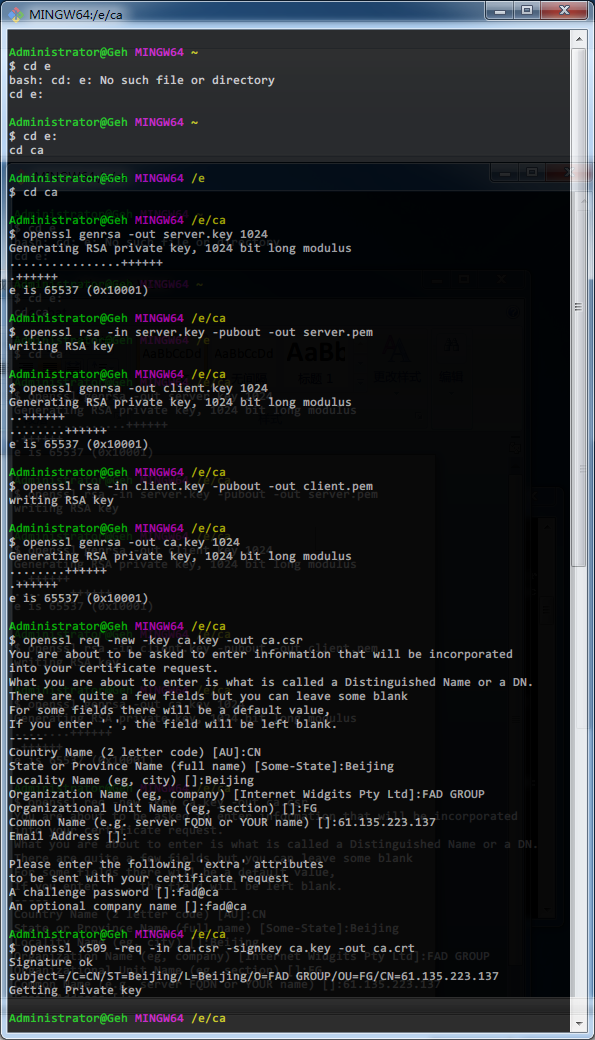 MINGW64:/e/ca
Administrator@Geh MINGW64 ~
$ cd e
bash: cd: e: No such file or directory
cd e:
Administrator@Geh MINGW64 ~
$ cd e:
cd ca
Administrator@Geh MINGW64 /e
$ cd ca
Administrator@Geh MINGW64 /e/ca
$ openssl genrsa -out server.key 1024
Generating RSA private key, 1024 bit long modulus
................++++++
.++++++
e is 65537 (0x10001)
Administrator@Geh MINGW64 /e/ca
$ openssl rsa -in server.key -pubout -out server.pem
writing RSA key
Administrator@Geh MINGW64 /e/ca
$ openssl genrsa -out client.key 1024
Generating RSA private key, 1024 bit long modulus
..++++++
........++++++
e is 65537 (0x10001)
Administrator@Geh MINGW64 /e/ca
$ openssl rsa -in client.key -pubout -out client.pem
writing RSA key
Administrator@Geh MINGW64 /e/ca
$ openssl genrsa -out ca.key 1024
Generating RSA private key, 1024 bit long modulus
........++++++
.++++++
e is 65537 (0x10001)
Administrator@Geh MINGW64 /e/ca
$ openssl req -new -key ca.key -out ca.csr
You are about to be asked to enter information that will be incorporated
into your certificate request.
What you are about to enter is what is called a Distinguished Name or a DN.
There are quite a few fields but you can leave some blank
For some fields there will be a default value,
If you enter '.', the field will be left blank.
-----
Country Name (2 letter code) [AU]:CN
State or Province Name (full name) [Some-State]:Beijing
Locality Name (eg, city) []:Beijing
Organization Name (eg, company) [Internet Widgits Pty Ltd]:FAD GROUP
Organizational Unit Name (eg, section) []:FG
Common Name (e.g. server FQDN or YOUR name) []:61.135.223.137
Email Address []:
Please enter the following 'extra' attributes
to be sent with your certificate request
A challenge password []:fad@ca
An optional company name []:fad@ca
Administrator@Geh MINGW64 /e/ca
$ openssl x509 -req -in ca.csr -signkey ca.key -out ca.crt
Signature ok
subject=/C=CN/ST=Beijing/L=Beijing/O=FAD GROUP/OU=FG/CN=61.135.223.137
Getting Private key
Administrator@Geh MINGW64 /e/ca